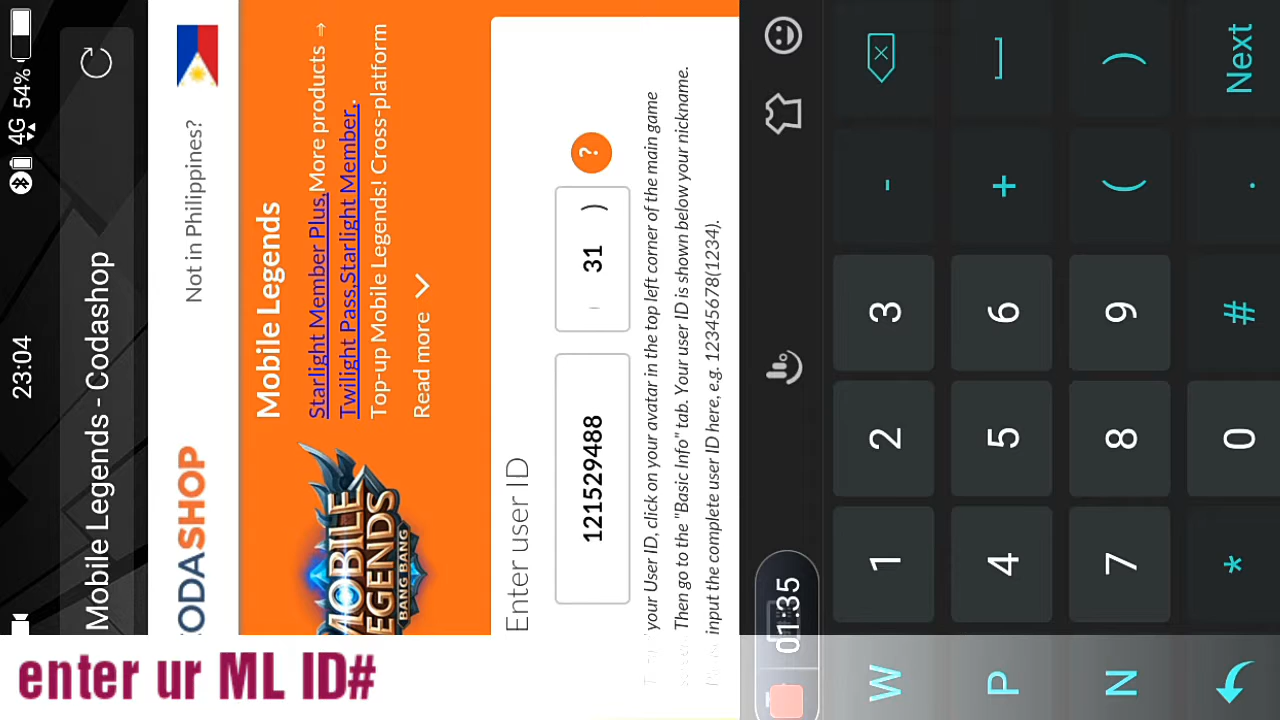 23:04
4G 54%
Mobile Legends - Codashop
CODASHOP
Not in Philippines?
MOBILE
LEGENDS
BANG BANG
Mobile Legends
Starlight Member Plus,More products →
Twilight Pass,Starlight Member,
Top-up Mobile Legends! Cross-platform
Read more
Enter user ID
121529488
( 31 )
?
your User ID, click on your avatar in the top left corner of the main game
Then go to the "Basic Info" tab. Your user ID is shown below your nickname.
input the complete user ID here, e.g. 12345678(1234).
01:35
W 1 2 3 -
P 4 5 6 +
N 7 8 9 ( )
* 0 # . Next
enter ur ML ID#